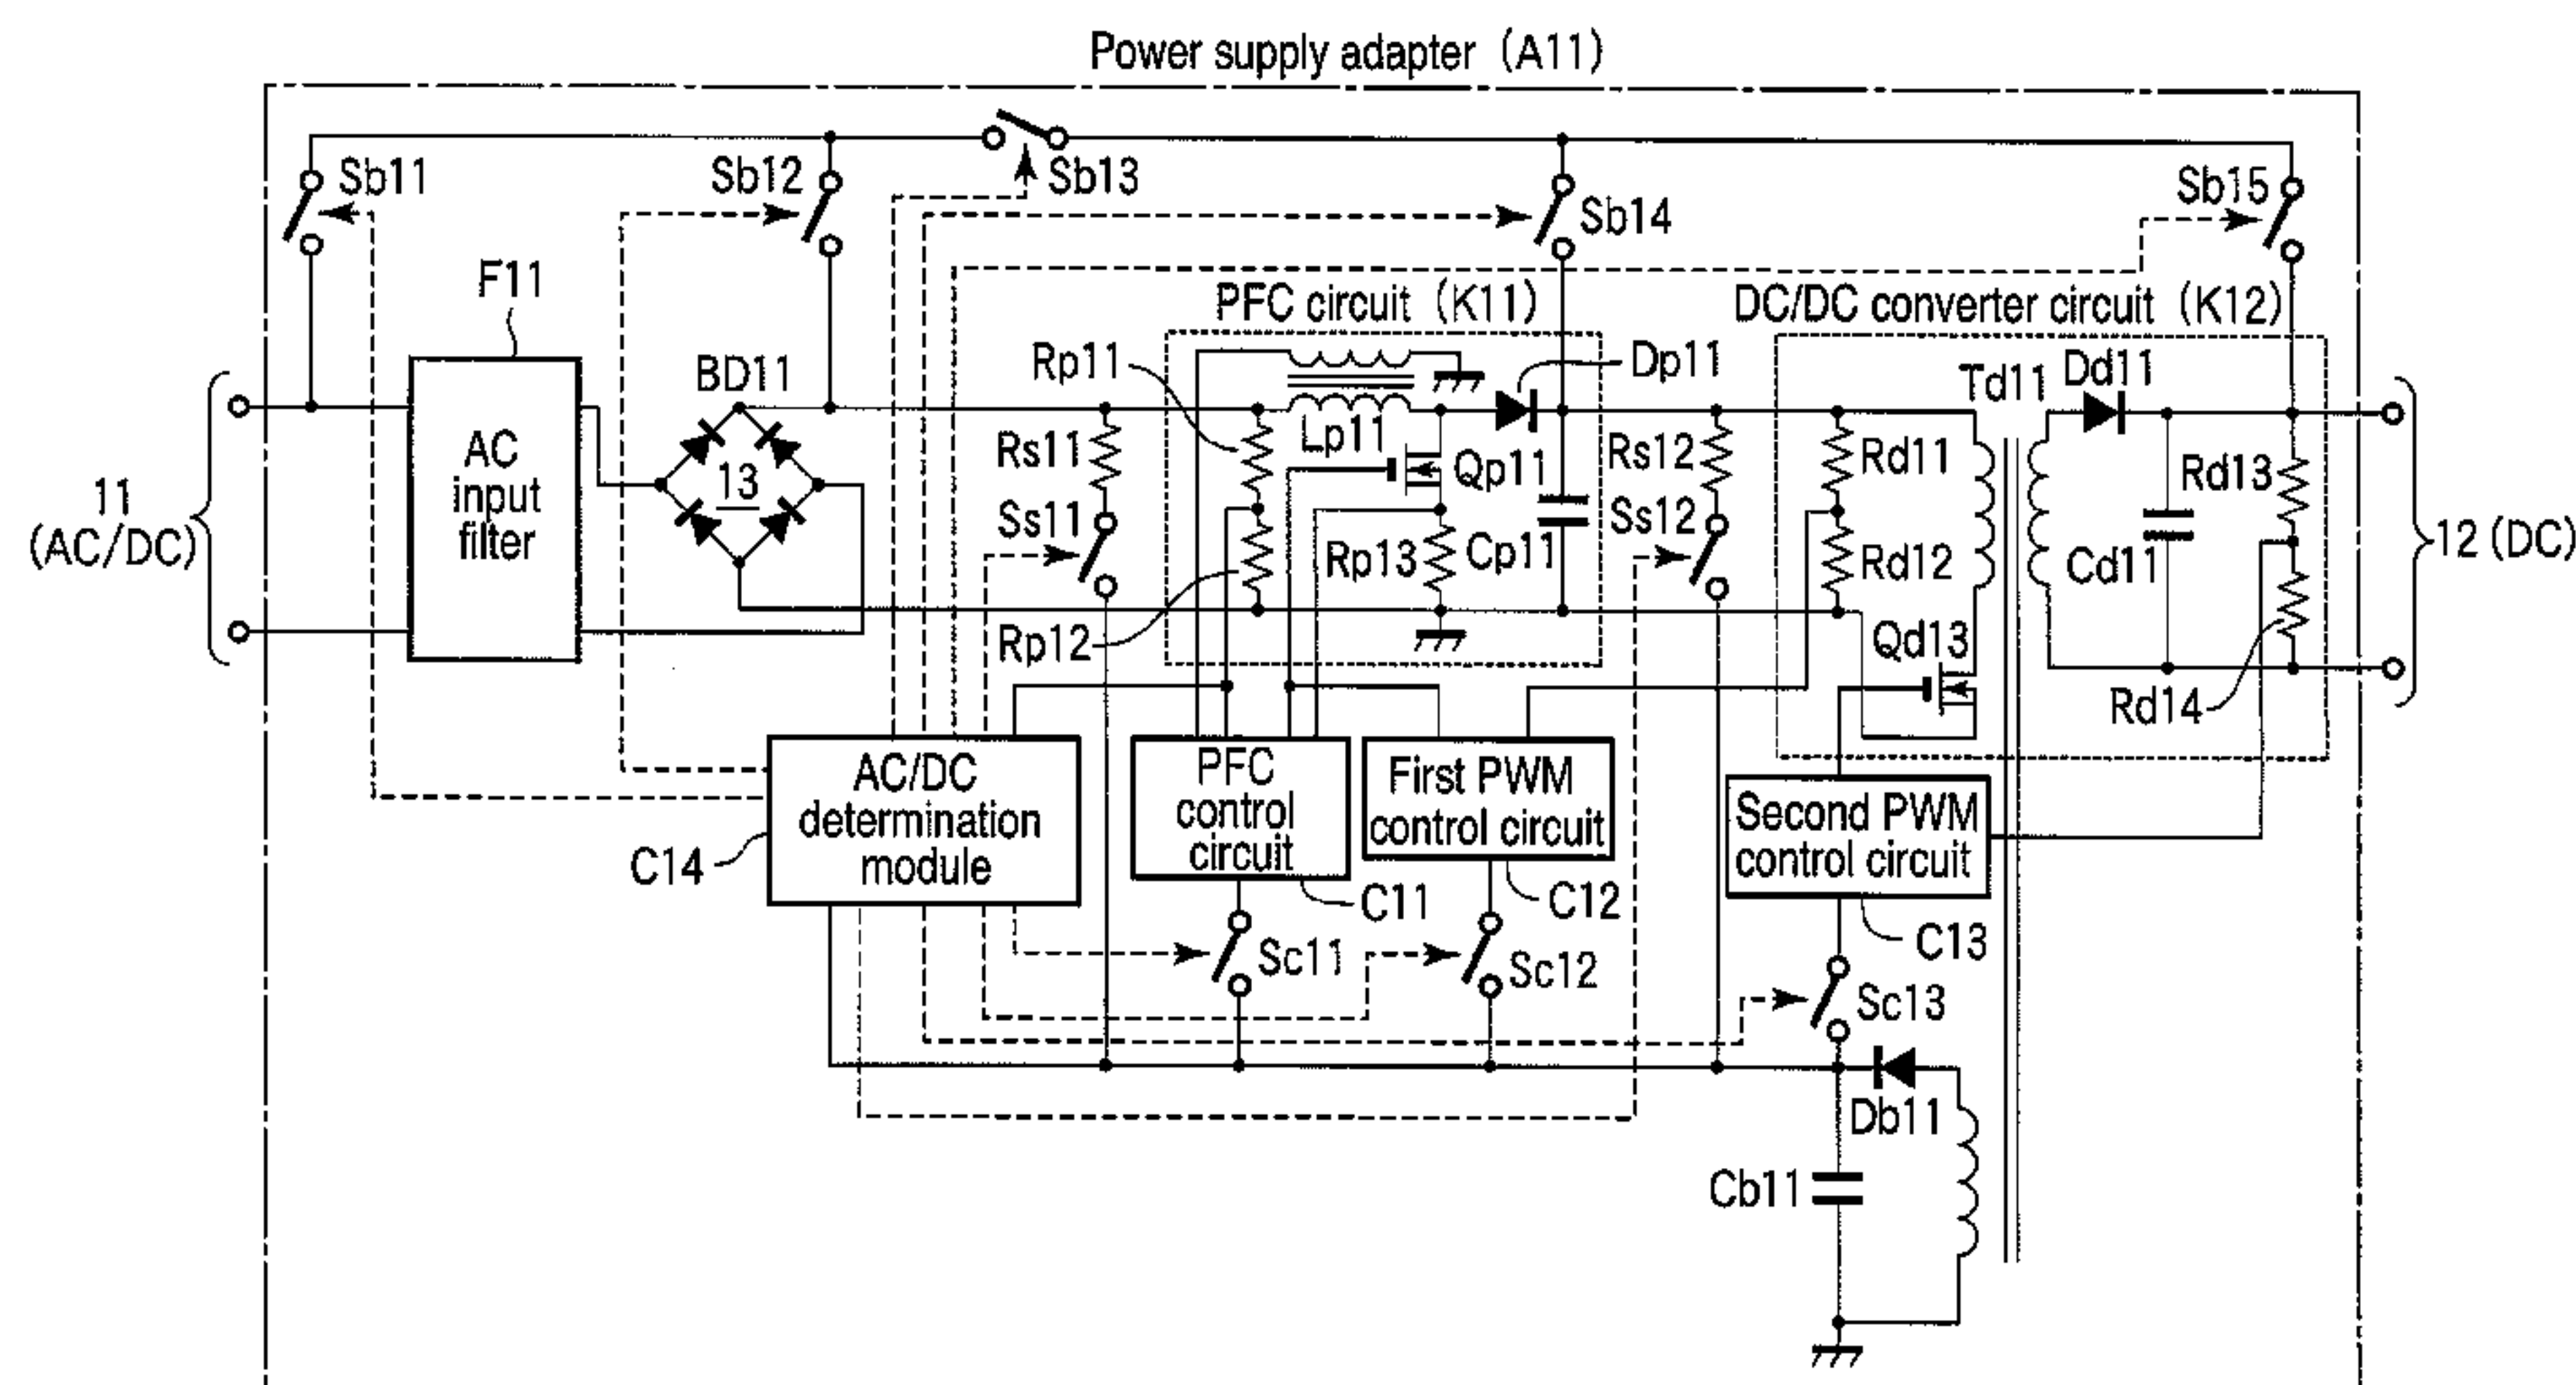 Power supply adapter (A11)
Sb11
Sb12
Sb13
Sb14
Sb15
F11
PFC circuit (K11)
DC/DC converter circuit (K12)
BD11
Rp11
Dp11
Td11
Dd11
11
(AC/DC)
AC
input
filter
13
Rs11
Lp11
Qp11
Rs12
Rd11
Rd13
12 (DC)
Ss11
Rp13
Cp11
Ss12
Rd12
Cd11
Rp12
Qd13
Rd14
AC/DC
determination
module
PFC
control
circuit
First PWM
control circuit
Second PWM
control circuit
C14
C11
C12
C13
Sc11
Sc12
Sc13
Db11
Cb11